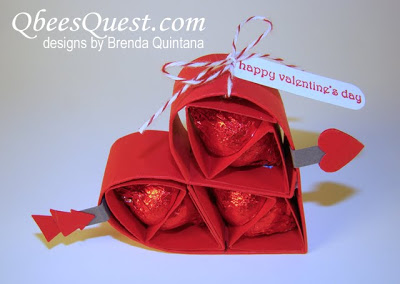 QbeesQuest.com
designs by Brenda Quintana
happy valentine's day